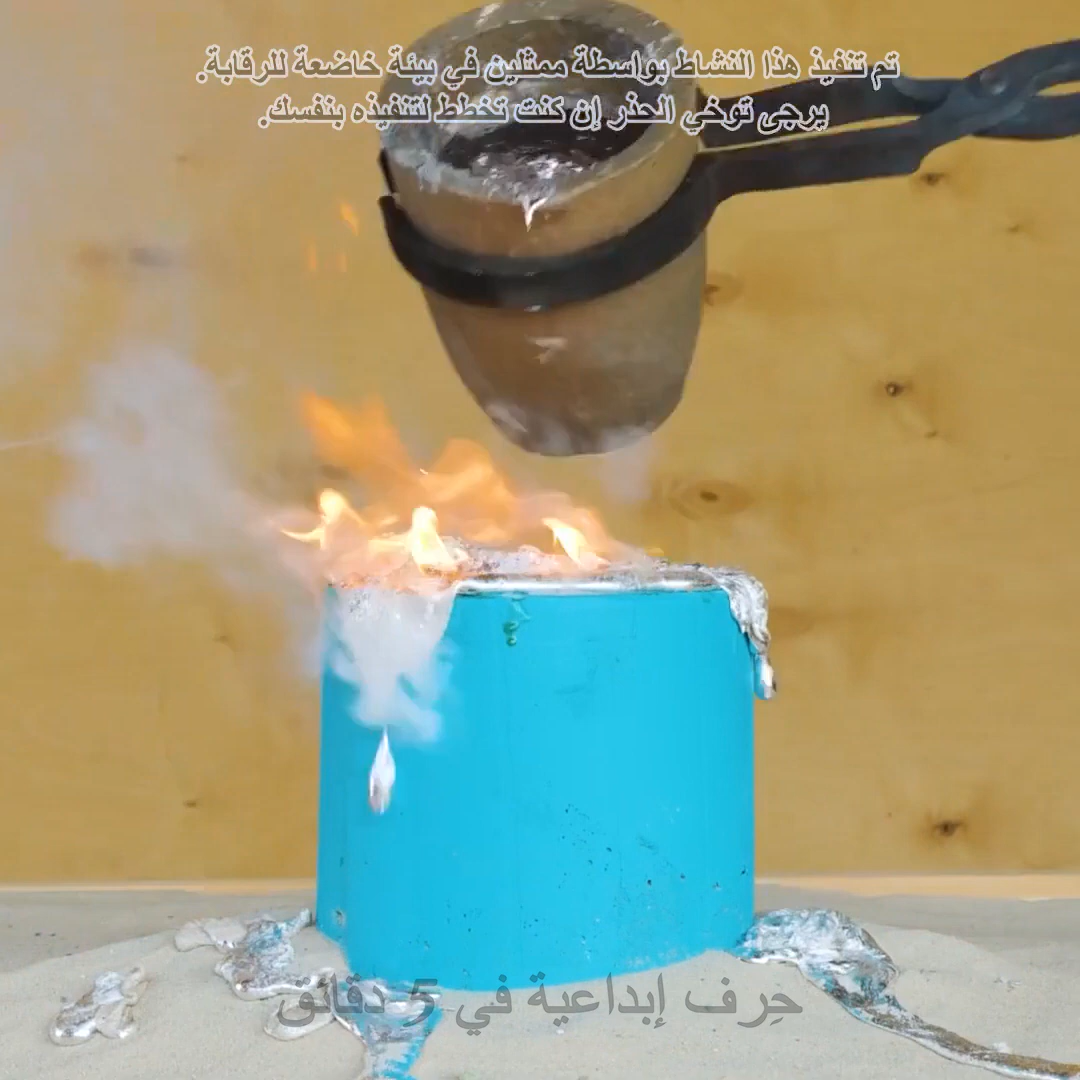 تم تنفيذ هذا النشاط بواسطة ممثلين في بيئة خاضعة للرقابة.
يرجى توخي الحذر إن كنت تخطط لتنفيذه بنفسك.
حِرف إبداعية في 5 دقائق